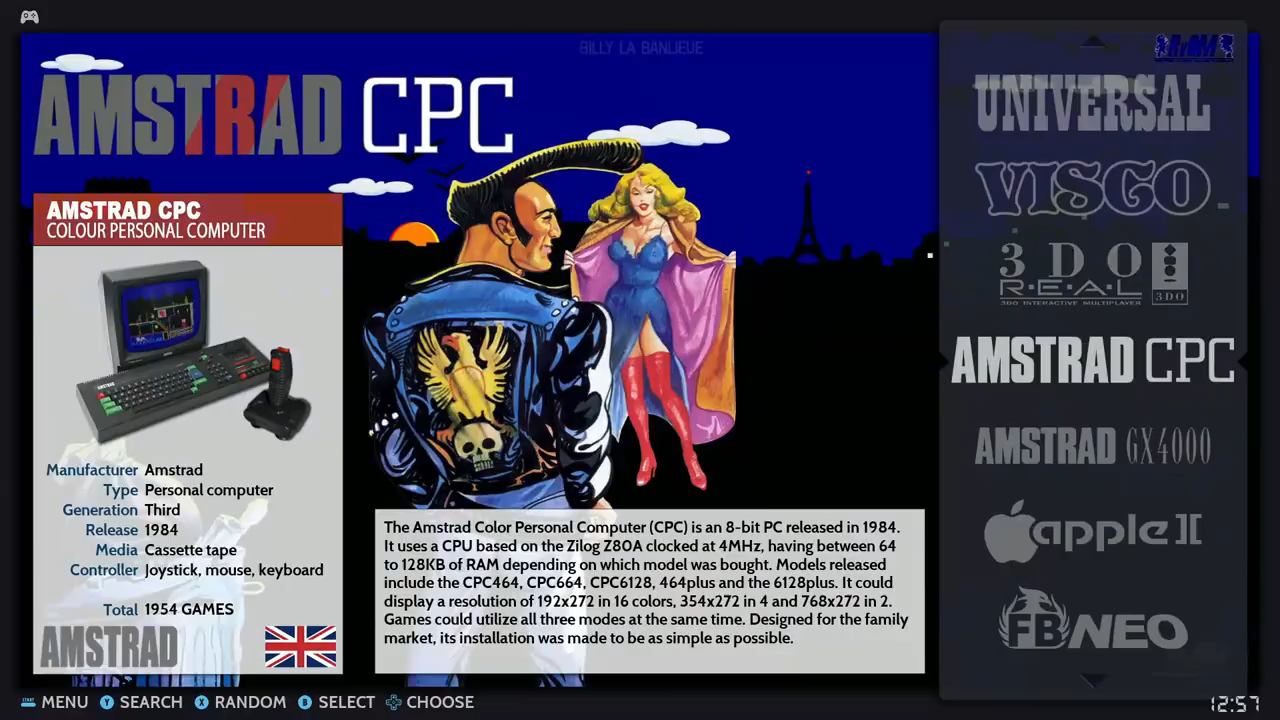 BILLY LA BANLIEUE
AMSTRAD CPC
AMSTRAD CPC
COLOUR PERSONAL COMPUTER
Manufacturer Amstrad
Type Personal computer
Generation Third
Release 1984
Media Cassette tape
Controller Joystick, mouse, keyboard
Total 1954 GAMES
AMSTRAD
The Amstrad Color Personal Computer (CPC) is an 8-bit PC released in 1984.
It uses a CPU based on the Zilog Z80A clocked at 4MHz, having between 64
to 128KB of RAM depending on which model was bought. Models released
include the CPC464, CPC664, CPC6128, 464plus and the 6128plus. It could
display a resolution of 192x272 in 16 colors, 354x272 in 4 and 768x272 in 2.
Games could utilize all three modes at the same time. Designed for the family
market, its installation was made to be as simple as possible.
UNIVERSAL
VISCO
3DO
R.E.A.L
3DO INTERACTIVE MULTIPLAYER
3DO
AMSTRAD CPC
AMSTRAD GX4000
apple II
FBNEO
START MENU Y SEARCH X RANDOM B SELECT CHOOSE
12:57